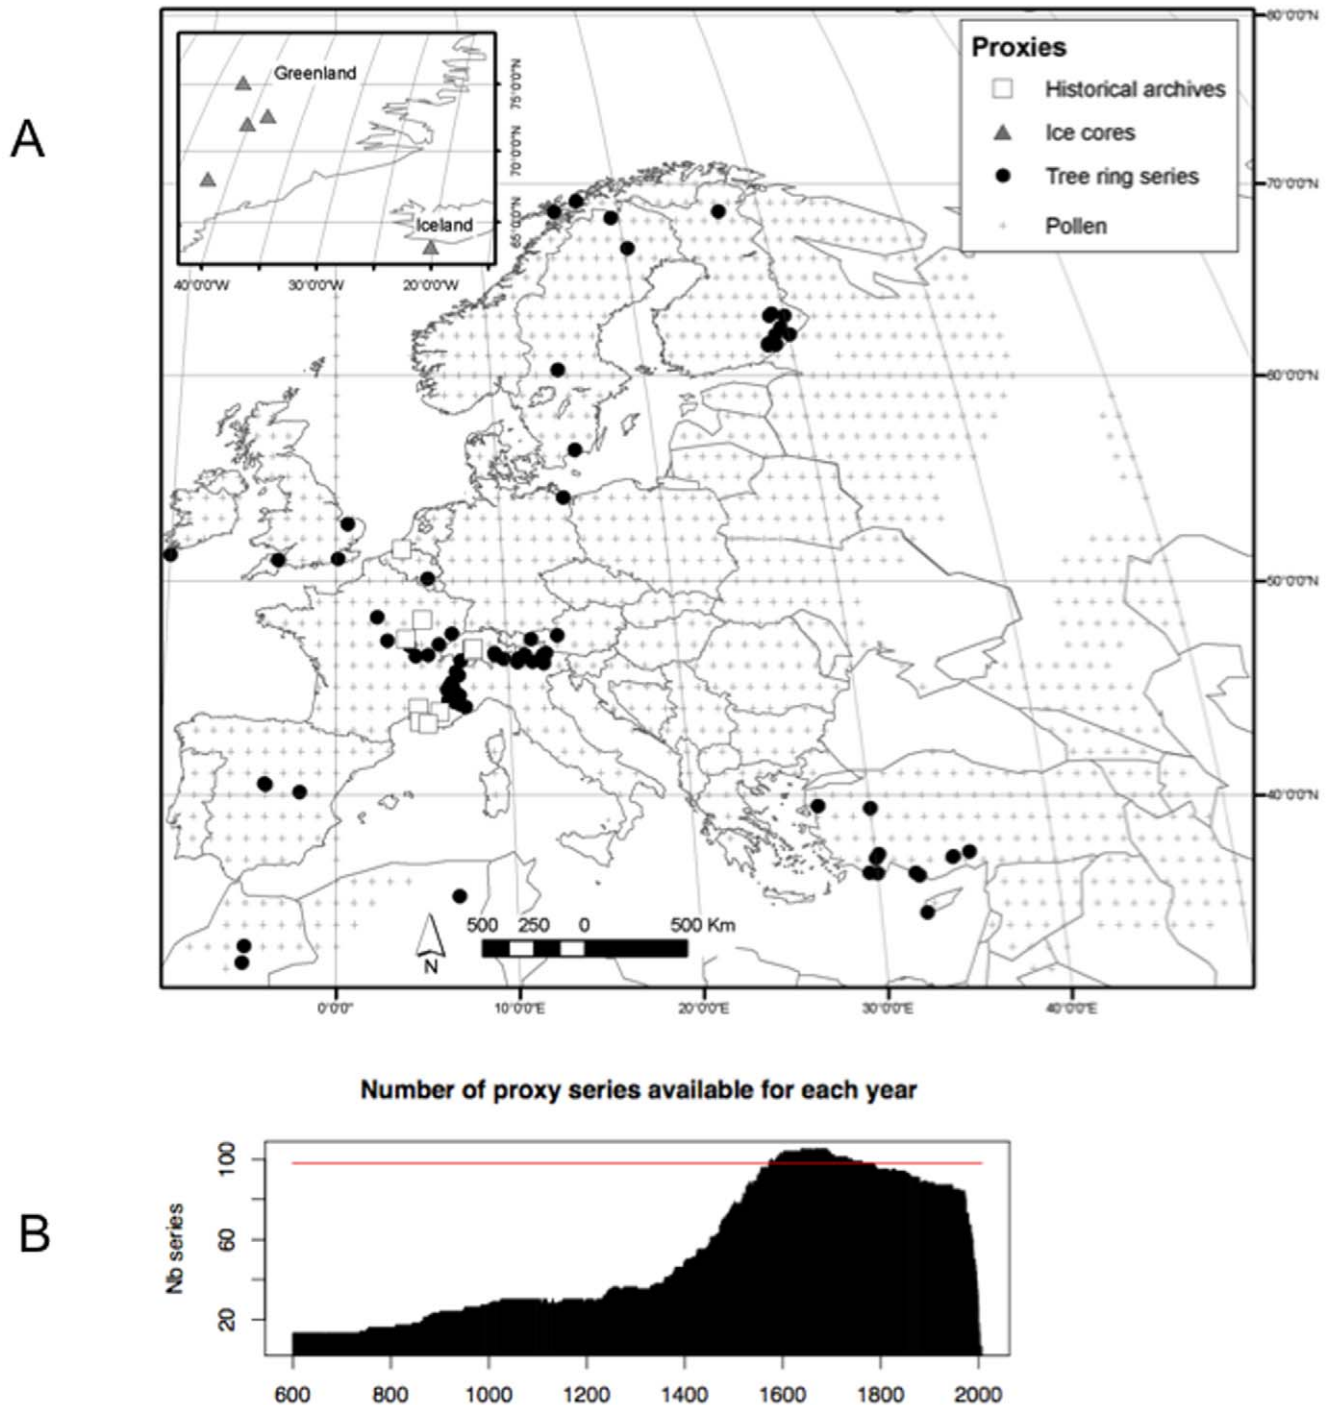 A
Greenland
Iceland
75°0'0"N
70°0'0"N
65°0'0"N
40°0'0"W
30°0'0"W
20°0'0"W
Proxies
Historical archives
Ice cores
Tree ring series
Pollen
80°0'0"N
70°0'0"N
60°0'0"N
50°0'0"N
40°0'0"N
500 250 0 500 Km
N
0°0'0"
10°0'0"E
20°0'0"E
30°0'0"E
40°0'0"E
Number of proxy series available for each year
B
Nb series
100
60
20
600 800 1000 1200 1400 1600 1800 2000